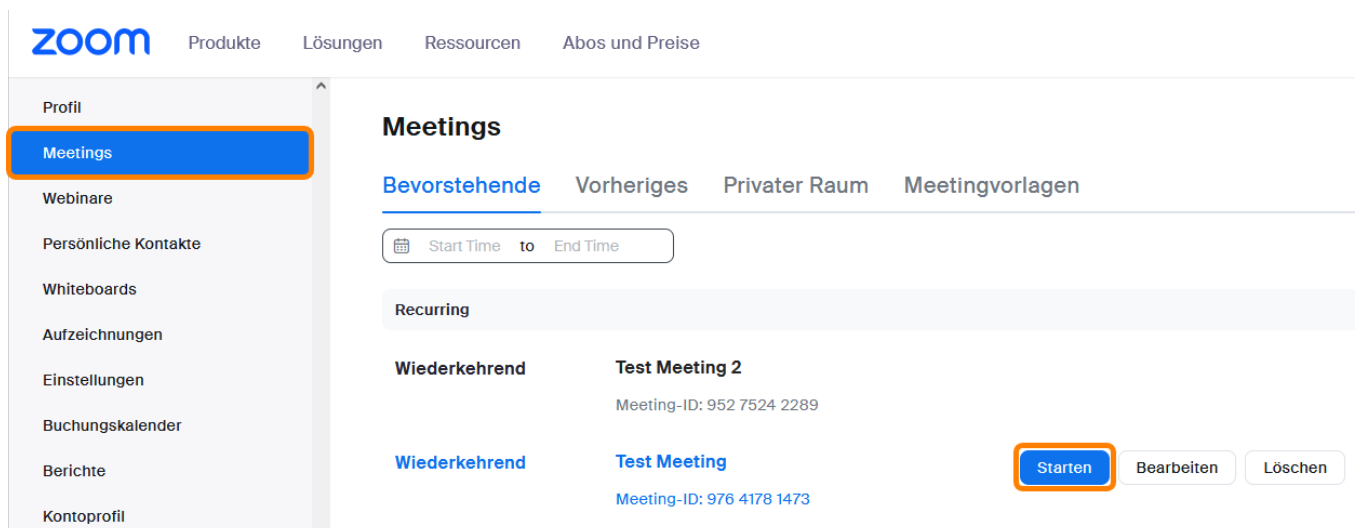 zoom Produkte Lösungen Ressourcen Abos und Preise
Profil
Meetings
Webinare
Persönliche Kontakte
Whiteboards
Aufzeichnungen
Einstellungen
Buchungskalender
Berichte
Kontoprofil
Meetings
Bevorstehende Vorheriges Privater Raum Meetingvorlagen
Start Time to End Time
Recurring
Wiederkehrend Test Meeting 2
Meeting-ID: 952 7524 2289
Wiederkehrend Test Meeting Starten Bearbeiten Löschen
Meeting-ID: 976 4178 1473